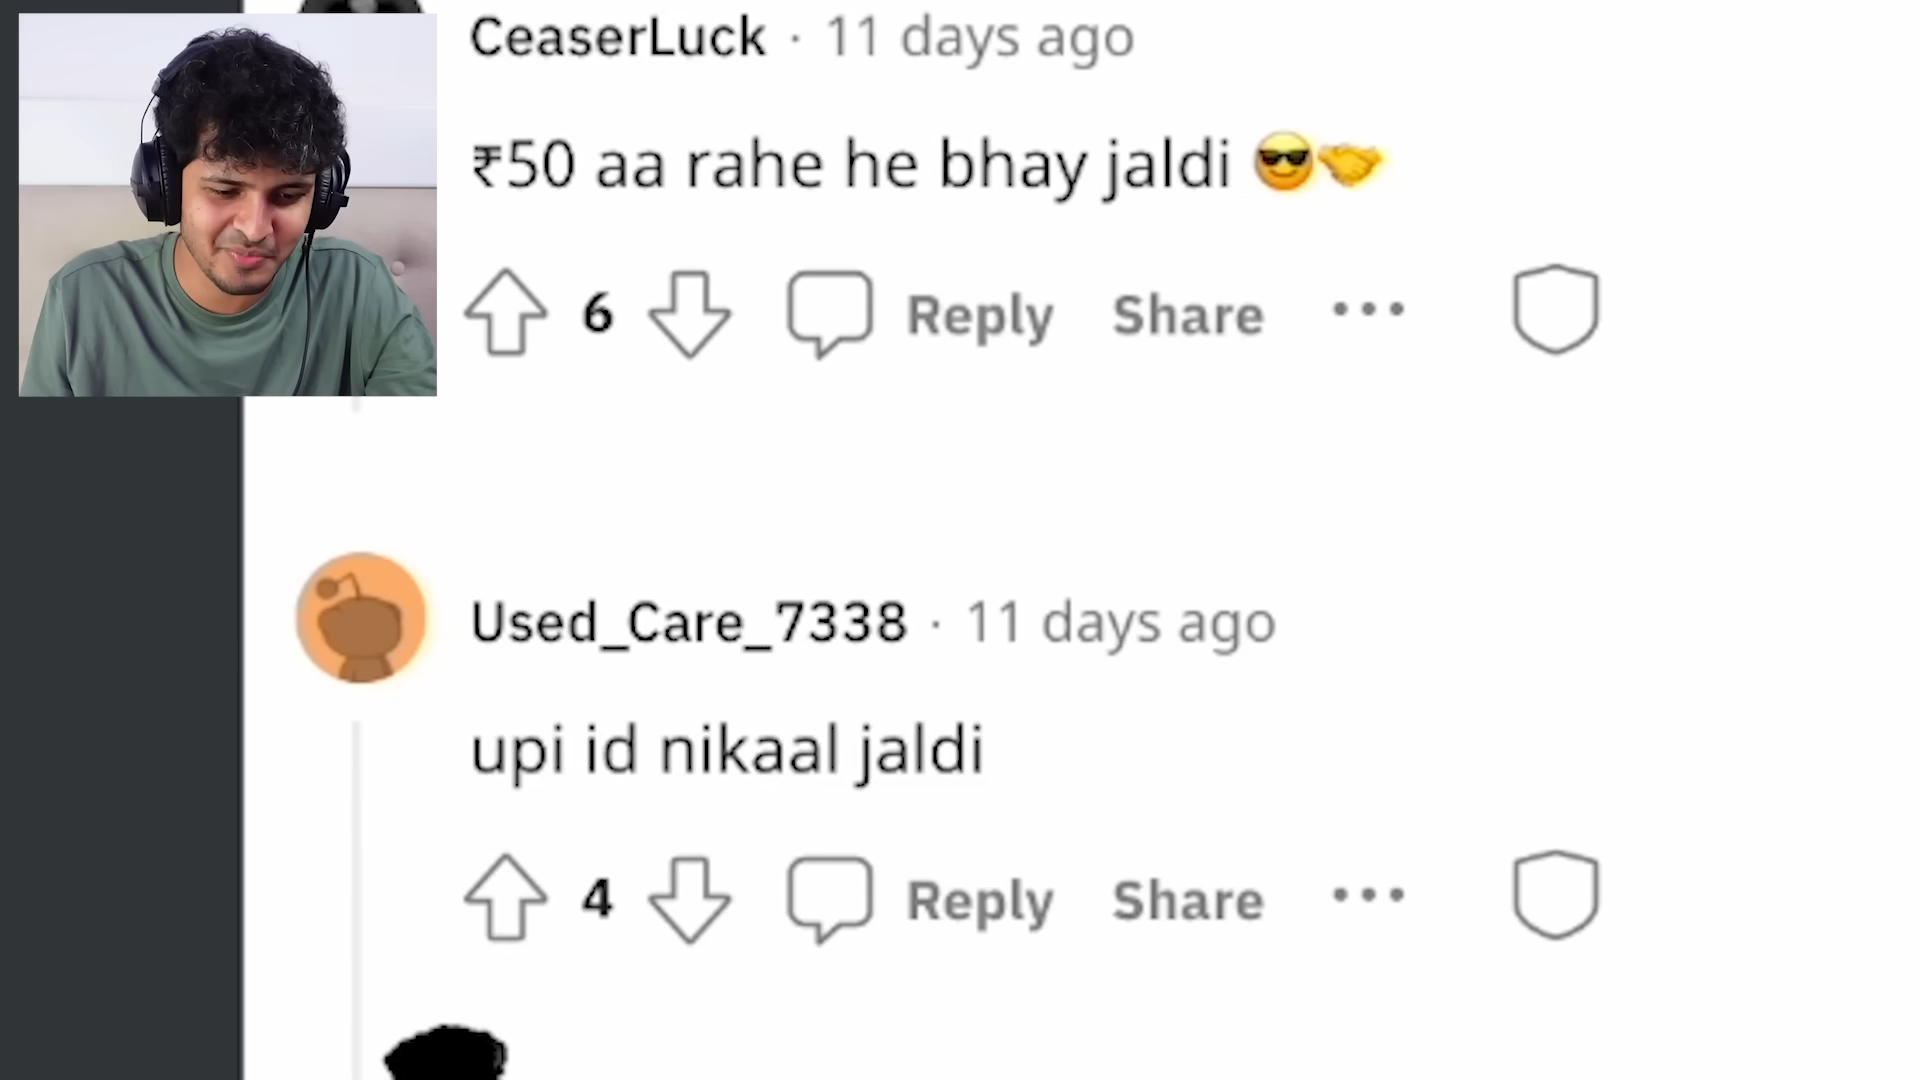 CeaserLuck · 11 days ago
₹50 aa rahe he bhay jaldi 😎🤝
6 Reply Share •••
Used_Care_7338 · 11 days ago
upi id nikaal jaldi
4 Reply Share •••